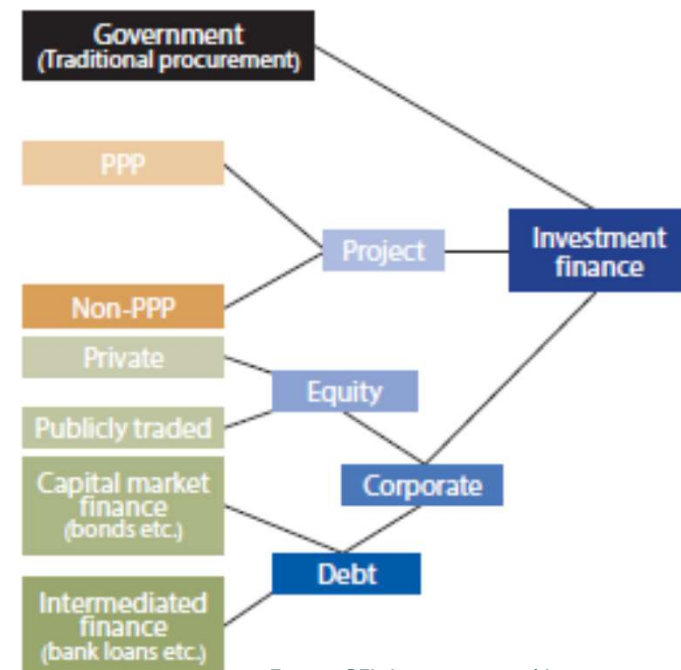 Government
(Traditional procurement)
PPP
Project
Investment
finance
Non-PPP
Private
Equity
Publicly traded
Capital market
finance
(bonds etc.)
Corporate
Debt
Intermediated
finance
(bank loans etc.)